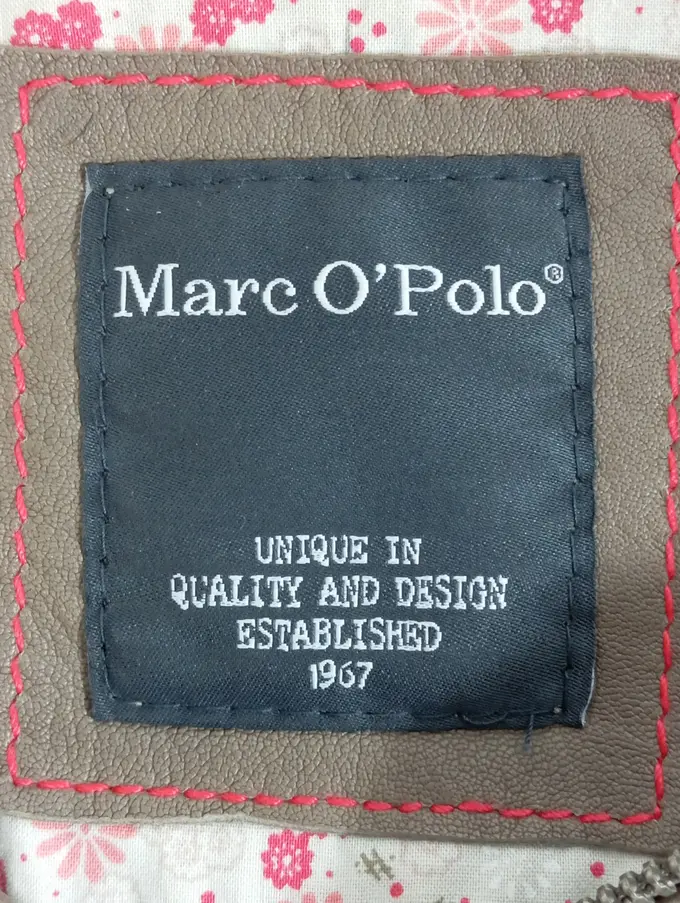 Marc O'Polo®
UNIQUE IN
QUALITY AND DESIGN
ESTABLISHED
1967